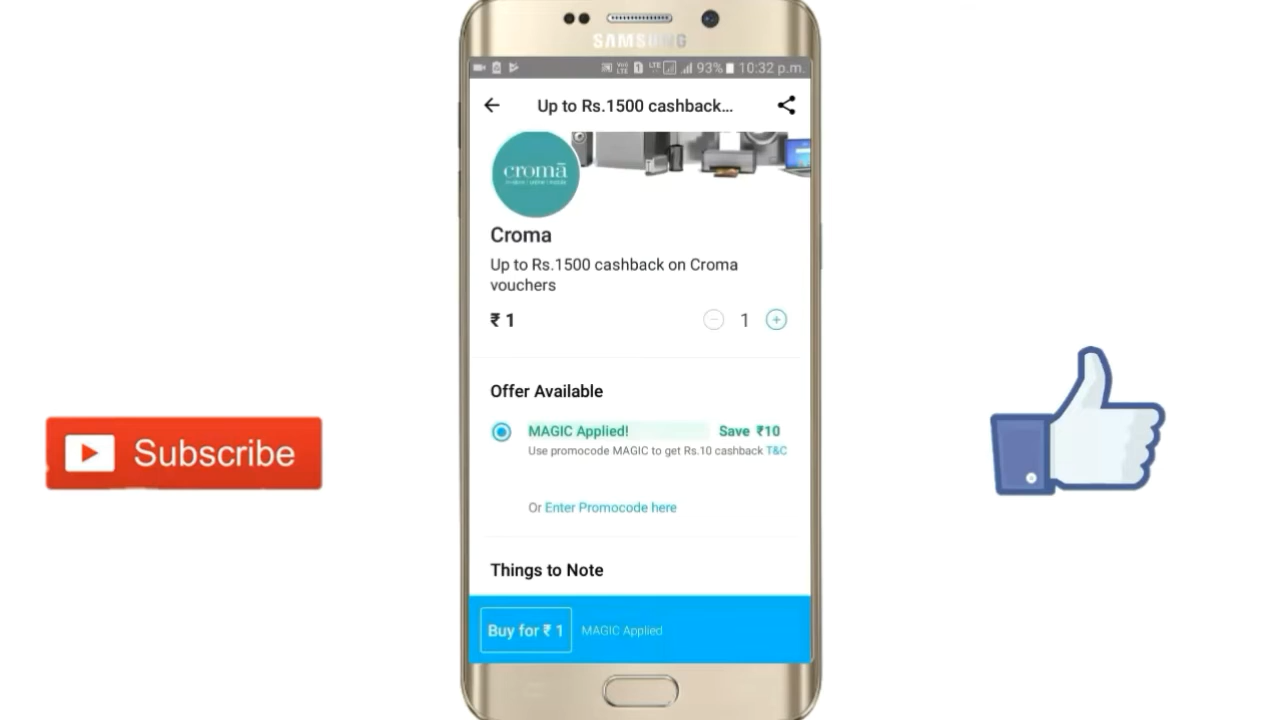 SAMSUNG
93% 10:32 p.m.
Up to Rs.1500 cashback...
cromā
Croma
Up to Rs.1500 cashback on Croma
vouchers
₹ 1
1
Offer Available
MAGIC Applied! Save ₹10
Use promocode MAGIC to get Rs.10 cashback T&C
Or Enter Promocode here
Subscribe
Things to Note
Buy for ₹ 1 MAGIC Applied